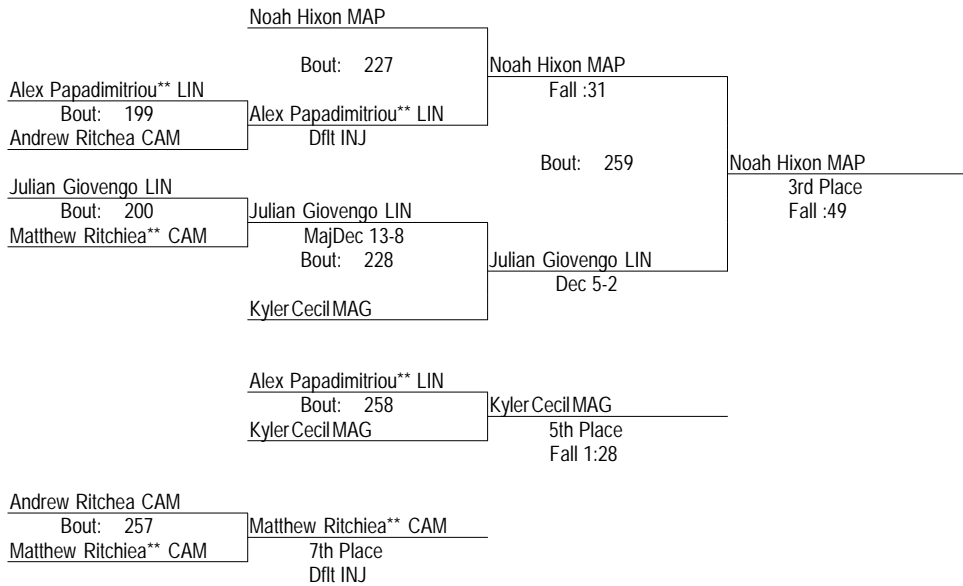 Noah Hixon MAP
Bout: 227
Noah Hixon MAP
Fall :31
Alex Papadimitriou** LIN
Bout: 199
Andrew Ritchea CAM
Alex Papadimitriou** LIN
Dflt INJ
Bout: 259
Noah Hixon MAP
3rd Place
Fall :49
Julian Giovengo LIN
Bout: 200
Matthew Ritchiea** CAM
Julian Giovengo LIN
MajDec 13-8
Bout: 228
Julian Giovengo LIN
Dec 5-2
Kyler Cecil MAG
Alex Papadimitriou** LIN
Bout: 258
Kyler Cecil MAG
Kyler Cecil MAG
5th Place
Fall 1:28
Andrew Ritchea CAM
Bout: 257
Matthew Ritchiea** CAM
Matthew Ritchiea** CAM
7th Place
Dflt INJ